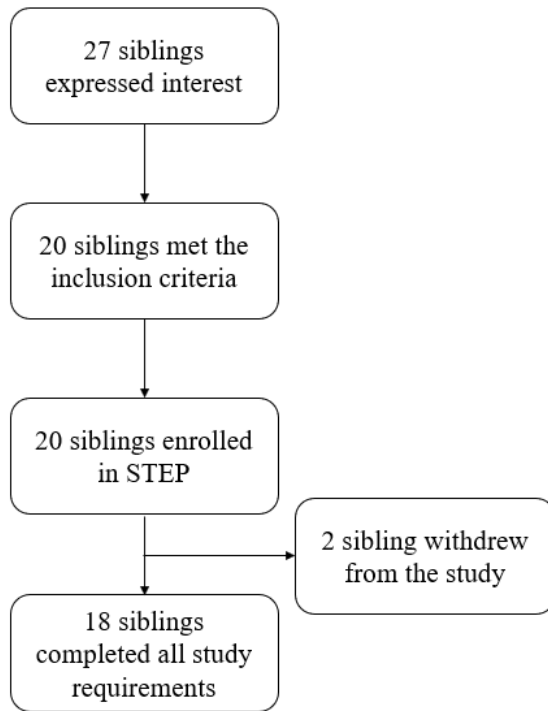 27 siblings
expressed interest
20 siblings met the
inclusion criteria
20 siblings enrolled
in STEP
2 sibling withdrew
from the study
18 siblings
completed all study
requirements